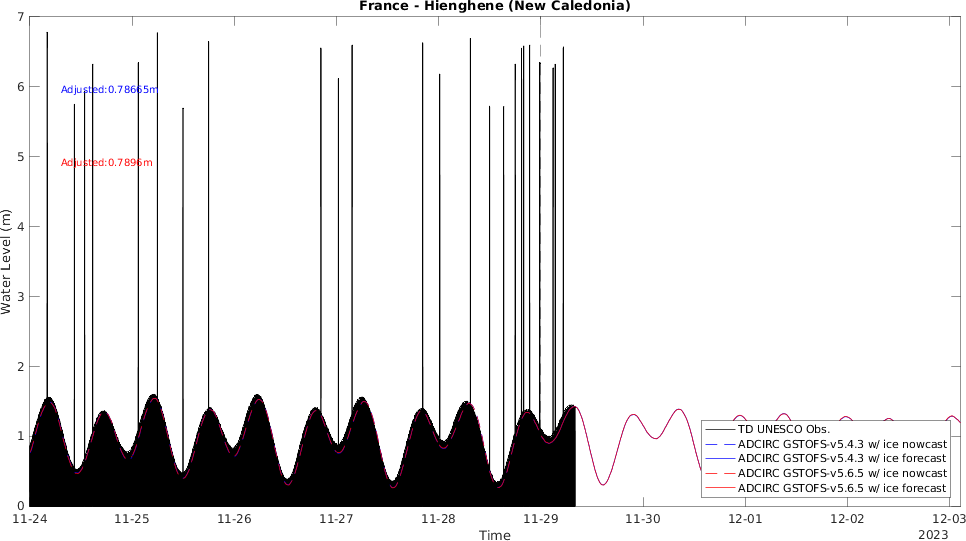 France - Hienghene (New Caledonia)
7
6
5
4
3
2
1
0
Water Level (m)
Adjusted:0.78665m
Adjusted:0.7896m
TD UNESCO Obs.
ADCIRC GSTOFS-v5.4.3 w/ ice nowcast
ADCIRC GSTOFS-v5.4.3 w/ ice forecast
ADCIRC GSTOFS-v5.6.5 w/ ice nowcast
ADCIRC GSTOFS-v5.6.5 w/ ice forecast
11-24 11-25 11-26 11-27 11-28 11-29 11-30 12-01 12-02 12-03
Time
2023